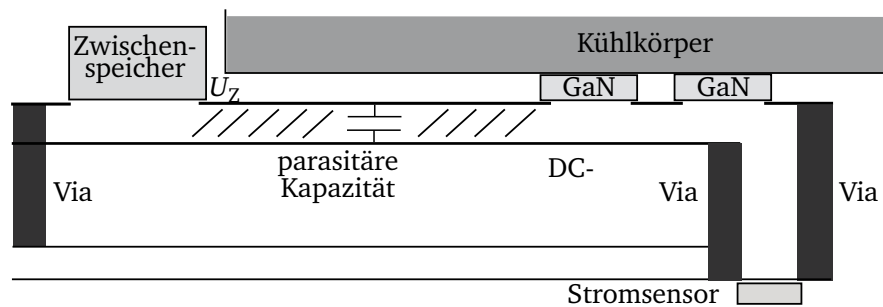 Zwischen-
speicher
Kühlkörper
U_Z
GaN
GaN
parasitäre
Kapazität
DC-
Via
Via
Via
Stromsensor